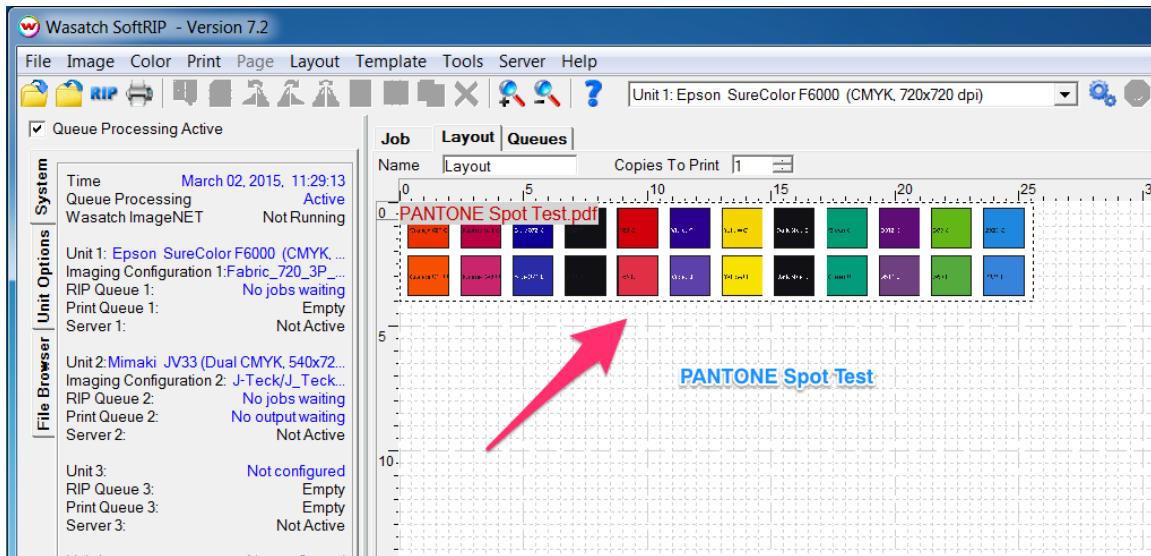 Wasatch SoftRIP - Version 7.2
File Image Color Print Page Layout Template Tools Server Help
RIP
Unit 1: Epson SureColor F6000 (CMYK, 720x720 dpi)
Queue Processing Active
Job Layout Queues
Name Layout Copies To Print 1
System
Unit Options
File Browser
Time March 02, 2015, 11:29:13
Queue Processing Active
Wasatch ImageNET Not Running
Unit 1: Epson SureColor F6000 (CMYK, ...
Imaging Configuration 1:Fabric_720_3P_...
RIP Queue 1: No jobs waiting
Print Queue 1: Empty
Server 1: Not Active
Unit 2:Mimaki JV33 (Dual CMYK, 540x72...
Imaging Configuration 2: J-Teck/J_Teck...
RIP Queue 2: No jobs waiting
Print Queue 2: No output waiting
Server 2: Not Active
Unit 3: Not configured
RIP Queue 3: Empty
Print Queue 3: Empty
Server 3: Not Active
0 5 10 15 20 25
0
PANTONE Spot Test.pdf
5
PANTONE Spot Test
10